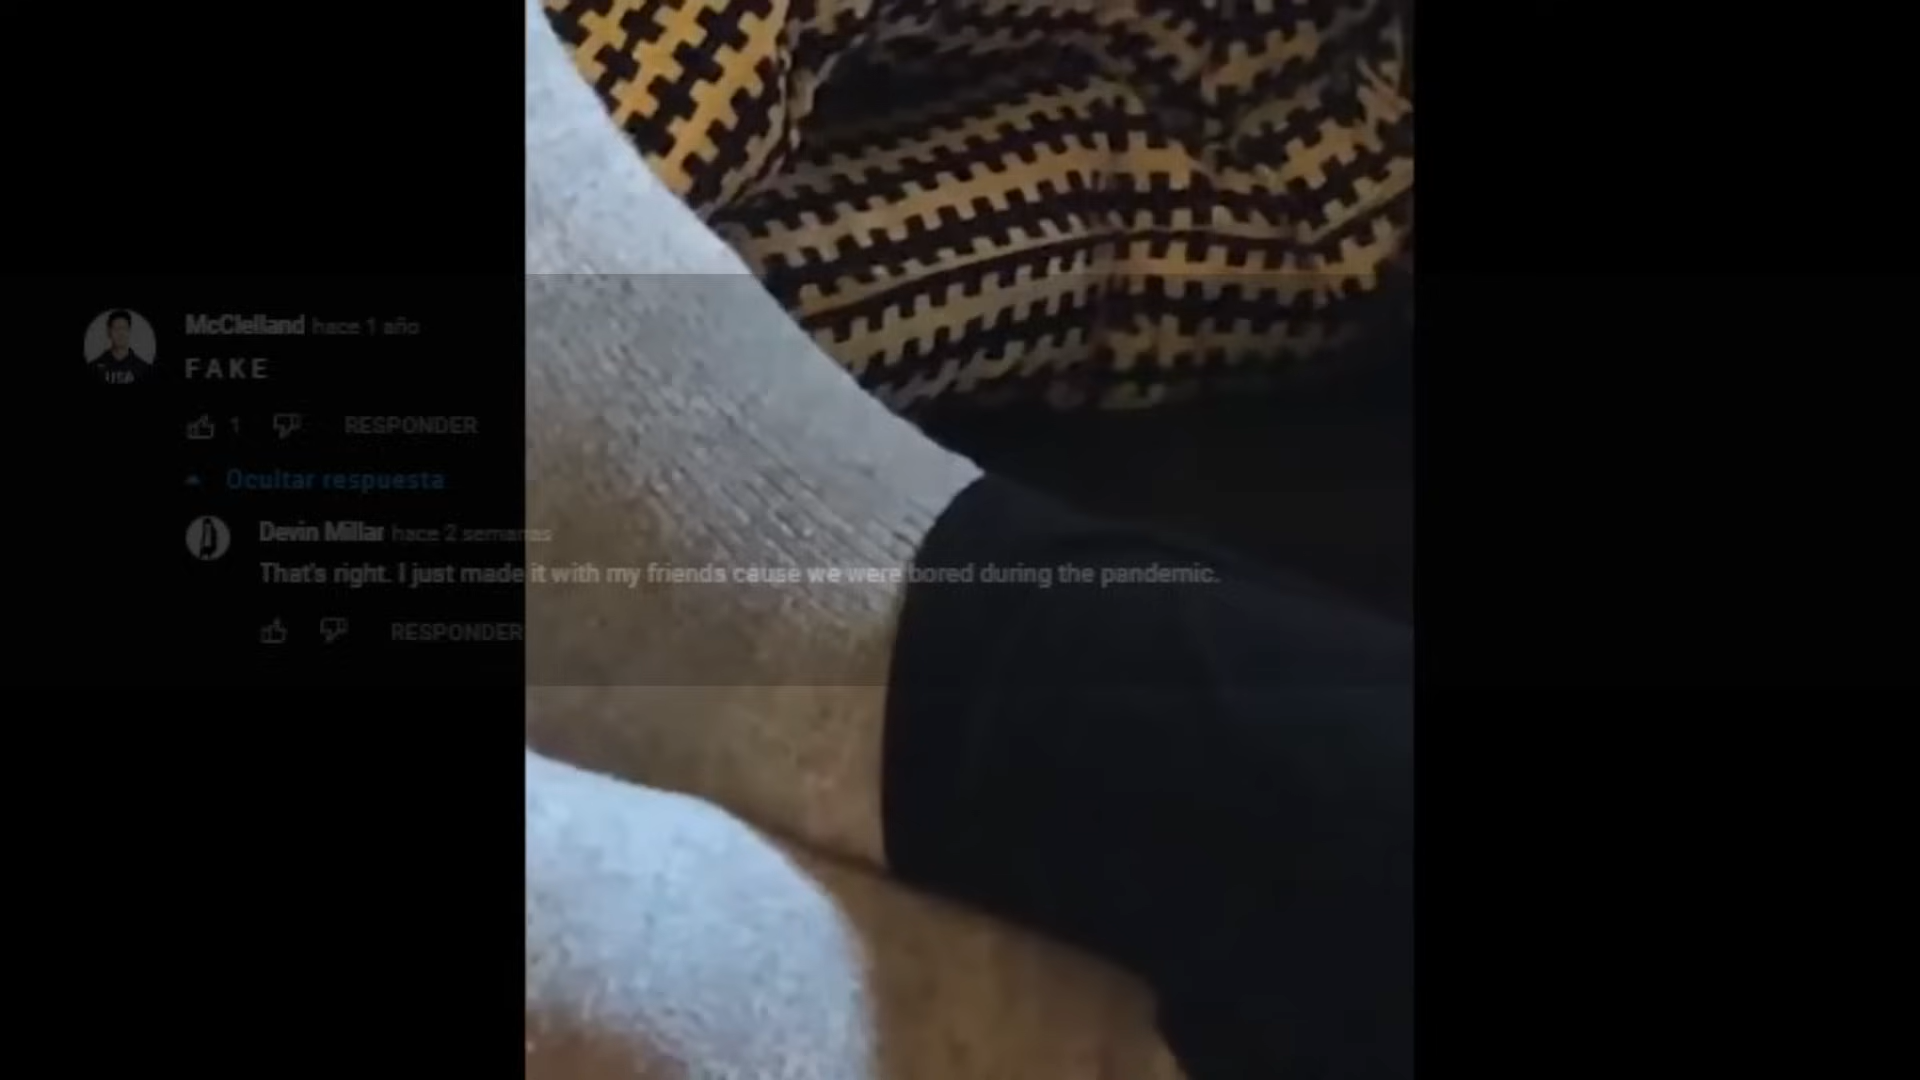 McClelland hace 1 año
F A K E
1 RESPONDER
Ocultar respuesta
Devin Millar hace 2 semanas
That's right. I just made it with my friends cause we were bored during the pandemic.
RESPONDER
USA